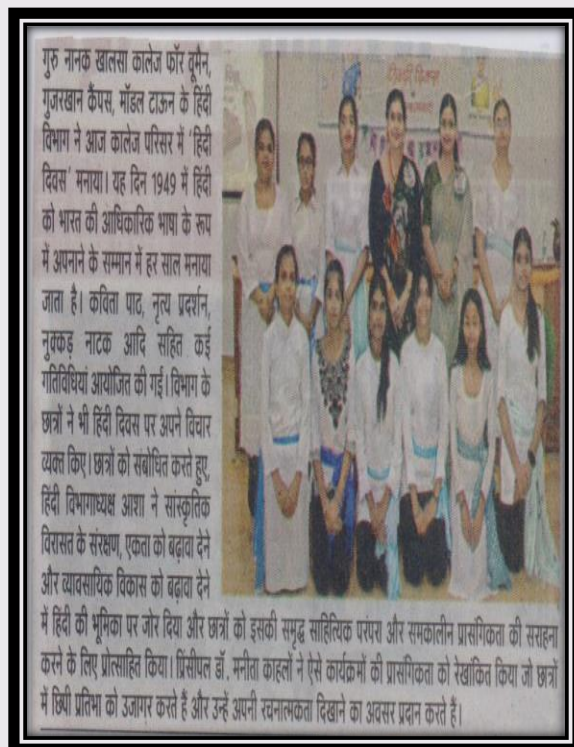 गुरु नानक खालसा कालेज फॉर वूमैन,
गुजरखान कैंपस, मॉडल टाऊन के हिंदी
विभाग ने आज कालेज परिसर में 'हिंदी
दिवस' मनाया। यह दिन 1949 में हिंदी
को भारत की आधिकारिक भाषा के रूप
में अपनाने के सम्मान में हर साल मनाया
जाता है। कविता पाठ, नृत्य प्रदर्शन,
नुक्कड़ नाटक आदि सहित कई
गतिविधियां आयोजित की गईं। विभाग के
छात्रों ने भी हिंदी दिवस पर अपने विचार
व्यक्त किए। छात्रों को संबोधित करते हुए,
हिंदी विभागाध्यक्ष आशा ने सांस्कृतिक
विरासत के संरक्षण, एकता को बढ़ावा देने
और व्यावसायिक विकास को बढ़ावा देने
में हिंदी की भूमिका पर जोर दिया और छात्रों को इसकी समृद्ध साहित्यिक परंपरा और समकालीन प्रासंगिकता की सराहना
करने के लिए प्रोत्साहित किया। प्रिंसीपल डॉ. मनीता काहलों ने ऐसे कार्यक्रमों की प्रासंगिकता को रेखांकित किया जो छात्रों
में छिपी प्रतिभा को उजागर करते हैं और उन्हें अपनी रचनात्मकता दिखाने का अवसर प्रदान करते हैं।